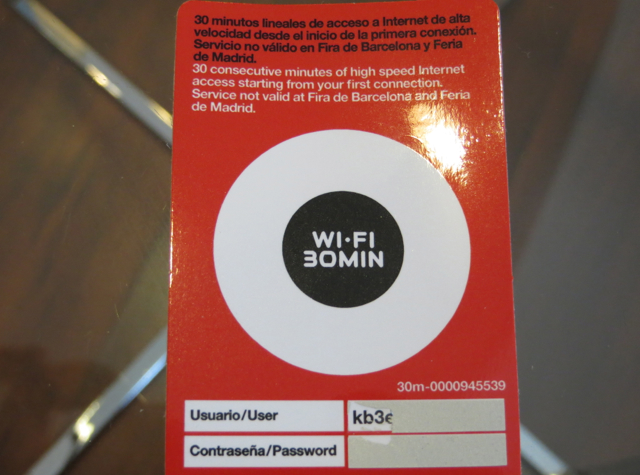 30 minutos lineales de acceso a Internet de alta
velocidad desde el inicio de la primera conexión.
Servicio no válido en Fira de Barcelona y Feria
de Madrid.
30 consecutive minutes of high speed Internet
access starting from your first connection.
Service not valid at Fira de Barcelona and Feria
de Madrid.
WI·FI
30MIN
30m-0000945539
Usuario/User kb3e
Contraseña/Password